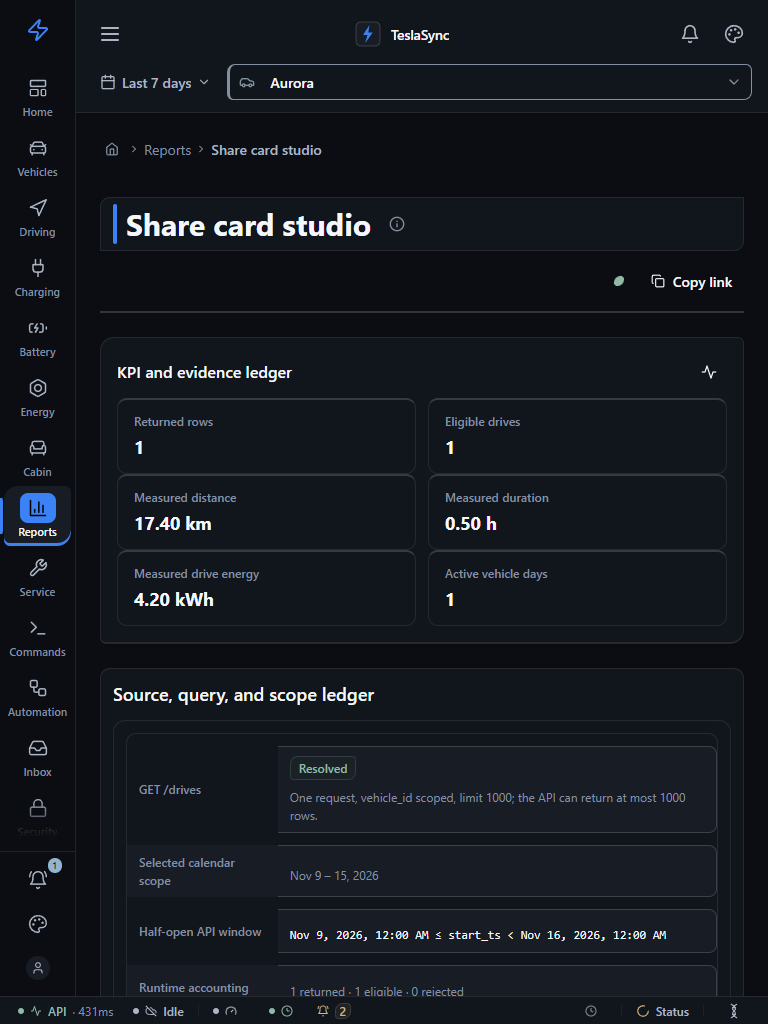 TeslaSync
Last 7 days
Aurora
Home
Vehicles
Driving
Charging
Battery
Energy
Cabin
Reports
Service
Commands
Automation
Inbox
Security
1
Reports
Share card studio
Share card studio
Copy link
KPI and evidence ledger
Returned rows
1
Eligible drives
1
Measured distance
17.40 km
Measured duration
0.50 h
Measured drive energy
4.20 kWh
Active vehicle days
1
Source, query, and scope ledger
GET /drives
Resolved
One request, vehicle_id scoped, limit 1000; the API can return at most 1000
rows.
Selected calendar
scope
Nov 9 – 15, 2026
Half-open API window
Nov 9, 2026, 12:00 AM ≤ start_ts < Nov 16, 2026, 12:00 AM
Runtime accounting
1 returned · 1 eligible · 0 rejected
API · 431ms
Idle
2
Status